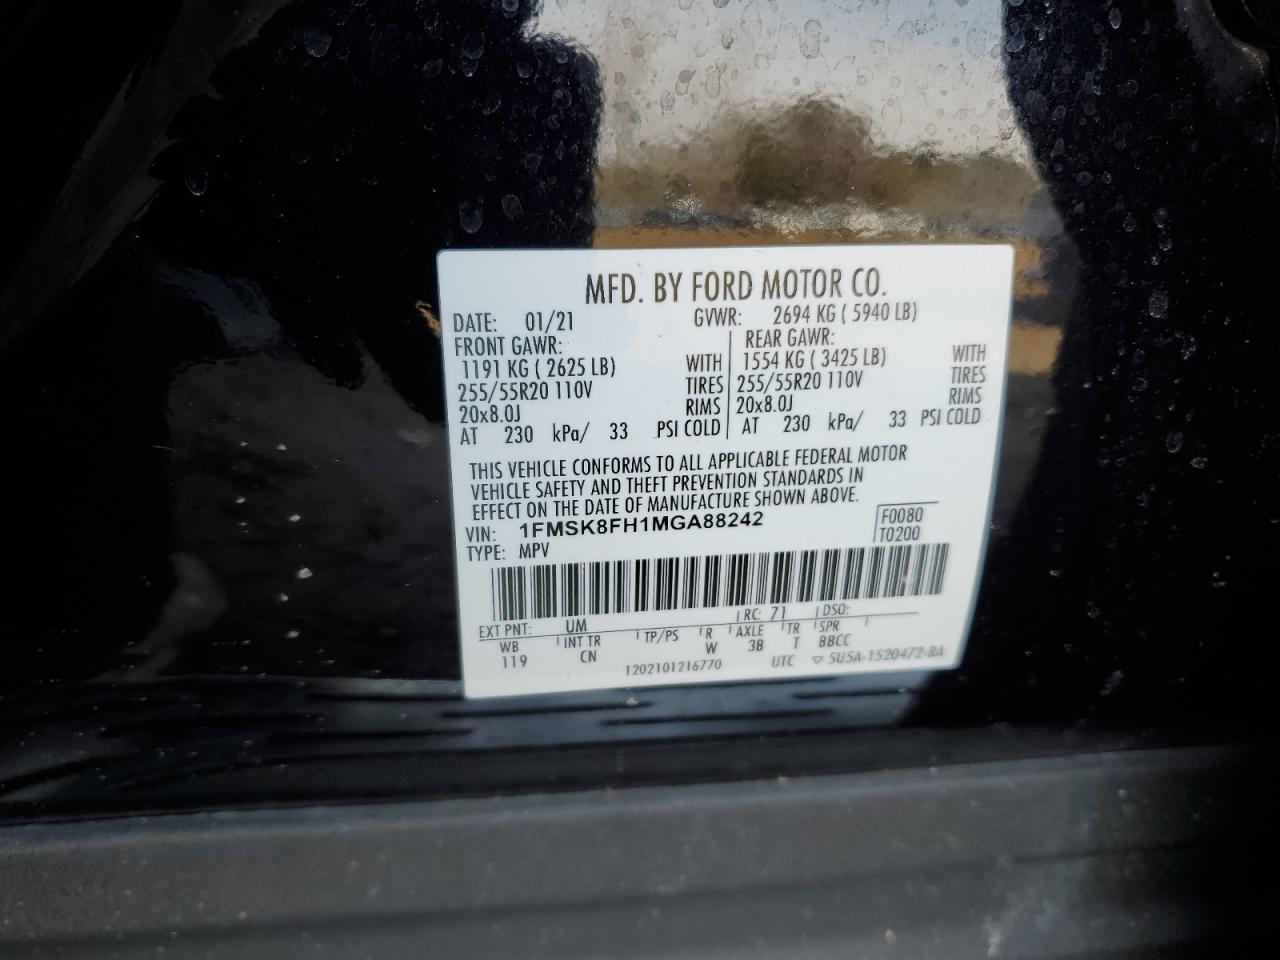 MFD. BY FORD MOTOR CO.
DATE: 01/21 GVWR: 2694 KG ( 5940 LB)
FRONT GAWR: REAR GAWR:
1191 KG ( 2625 LB) WITH 1554 KG ( 3425 LB) WITH
255/55R20 110V TIRES 255/55R20 110V TIRES
20x8.0J RIMS 20x8.0J RIMS
AT 230 kPa/ 33 PSI COLD AT 230 kPa/ 33 PSI COLD
THIS VEHICLE CONFORMS TO ALL APPLICABLE FEDERAL MOTOR
VEHICLE SAFETY AND THEFT PREVENTION STANDARDS IN
EFFECT ON THE DATE OF MANUFACTURE SHOWN ABOVE.
VIN: 1FMSK8FH1MGA88242 F0080
TYPE: MPV T0200
EXT PNT: UM RC: 71 DSO:
WB INT TR TP/PS R AXLE TR SPR
119 CN W 3B T BBCC
1202101216770 UTC ▽ 5U5A-1520472-BA